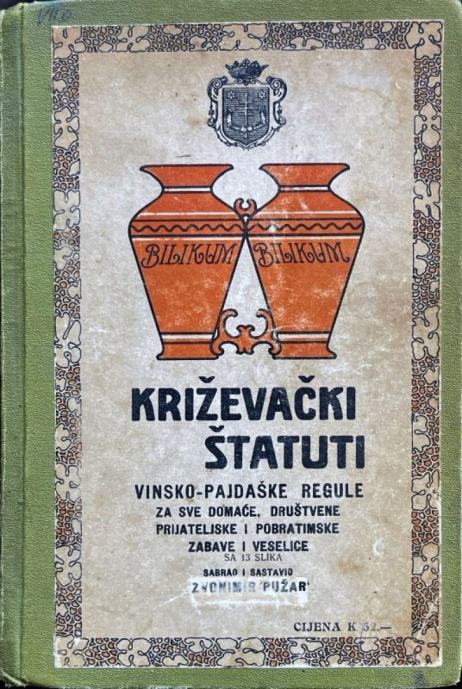 BILIKUM BILIKUM
KRIŽEVAČKI
ŠTATUTI
VINSKO-PAJDAŠKE REGULE
ZA SVE DOMAĆE, DRUŠTVENE
PRIJATELJSKE I POBRATIMSKE
ZABAVE I VESELICE
SA 13 SLIKA
SABRAO I SASTAVIO
ZVONIMIR PUŽAR
CIJENA K 32.—